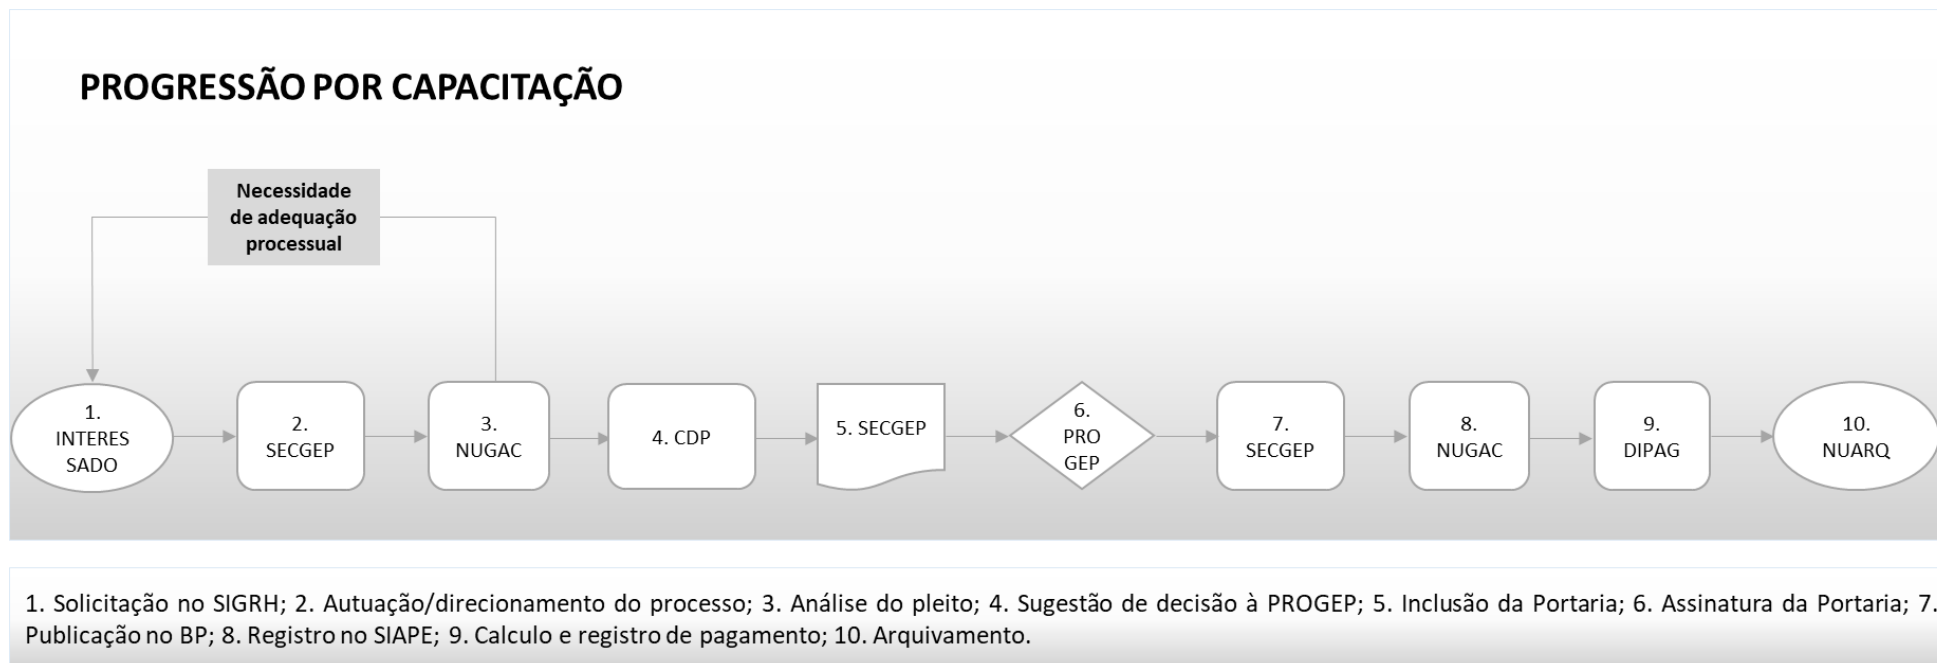 PROGRESSÃO POR CAPACITAÇÃO
Necessidade
de adequação
processual
1.
INTERES
SADO
2.
SECGEP
3.
NUGAC
4. CDP
5. SECGEP
6.
PRO
GEP
7.
SECGEP
8.
NUGAC
9.
DIPAG
10.
NUARQ
1. Solicitação no SIGRH; 2. Autuação/direcionamento do processo; 3. Análise do pleito; 4. Sugestão de decisão à PROGEP; 5. Inclusão da Portaria; 6. Assinatura da Portaria; 7.
Publicação no BP; 8. Registro no SIAPE; 9. Calculo e registro de pagamento; 10. Arquivamento.